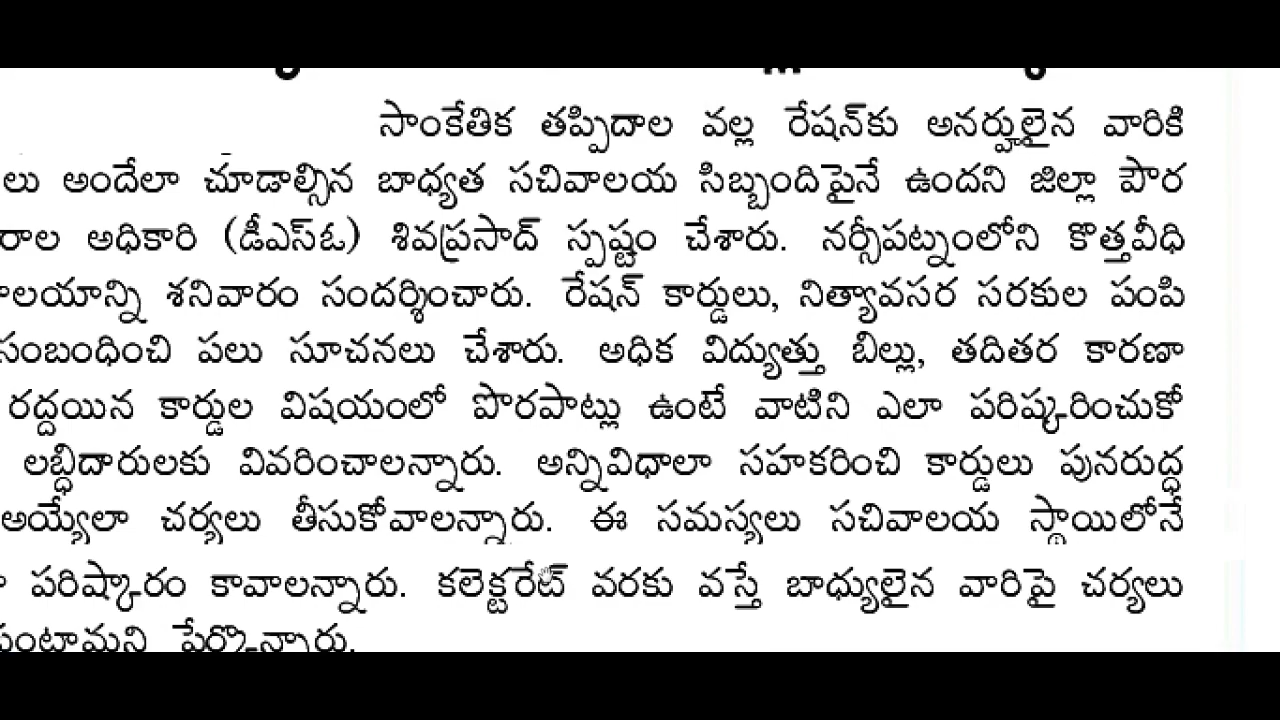 సాంకేతిక తప్పిదాల వల్ల రేషన్‌కు అనర్హులైన వారికి
లు అందేలా చూడాల్సిన బాధ్యత సచివాలయ సిబ్బందిపైనే ఉందని జిల్లా పౌర
రాల అధికారి (డీఎస్ఓ) శివప్రసాద్ స్పష్టం చేశారు. నర్సీపట్నంలోని కొత్తవీధి
శనివారం సందర్శించారు. రేషన్ కార్డులు, నిత్యావసర సరకుల పంపి
సంబంధించి పలు సూచనలు చేశారు. అధిక విద్యుత్తు బిల్లు, తదితర కారణా
రద్దయిన కార్డుల విషయంలో పొరపాట్లు ఉంటే వాటిని ఎలా పరిష్కరించుకో
లబ్ధిదారులకు వివరించాలన్నారు. అన్నివిధాలా సహకరించి కార్డులు పునరుద్ధ
అయ్యేలా చర్యలు తీసుకోవాలన్నారు. ఈ సమస్యలు సచివాలయ స్థాయిలోనే
పరిష్కారం కావాలన్నారు. కలెక్టరేట్ వరకు వస్తే బాధ్యులైన వారిపై చర్యలు
పేర్కొన్నారు.